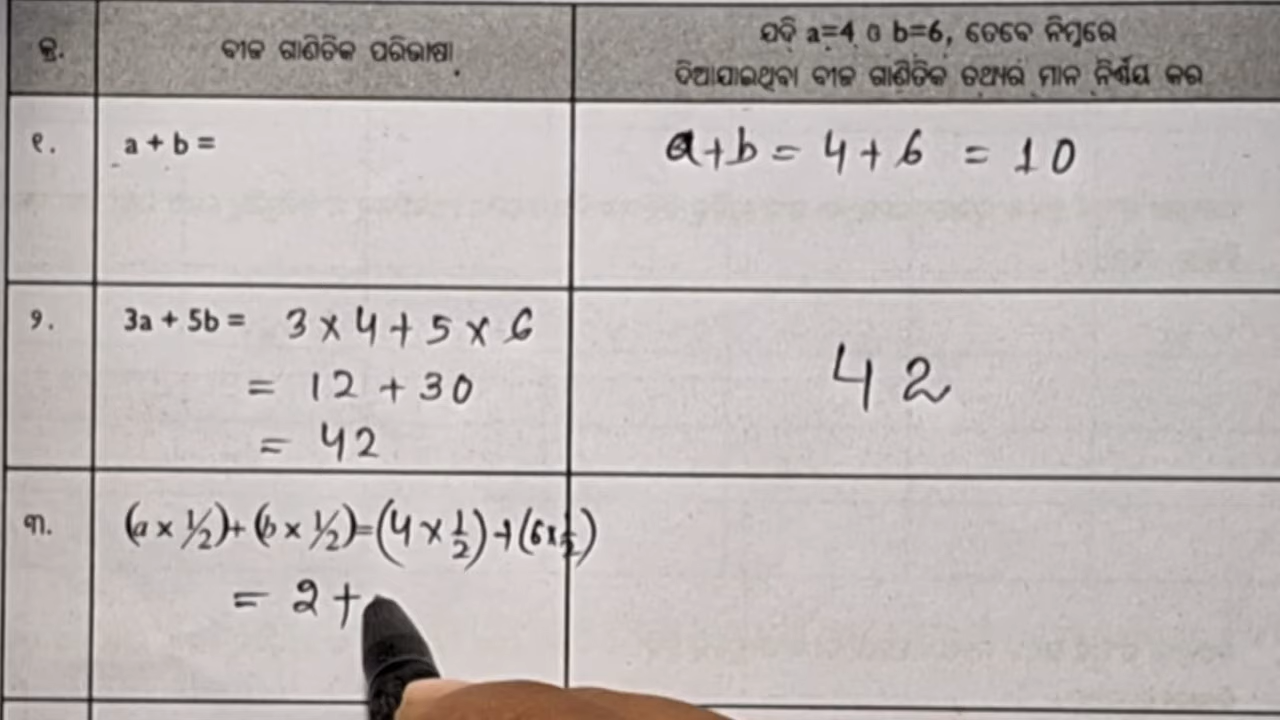 କ୍ର.
ବୀଜ ଗାଣିତିକ ପରିଭାଷା
ଯଦି a=4 ଓ b=6, ତେବେ ନିମ୍ନରେ
ଦିଆଯାଇଥିବା ବୀଜ ଗାଣିତିକ ତଥ୍ୟର ମାନ ନିର୍ଣ୍ଣୟ କର
୧.
a + b =
a+b = 4+6 = 10
୨.
3a + 5b = 3 × 4 + 5 × 6
= 12 + 30
= 42
42
୩.
(a × 1/2) + (b × 1/2) = (4 × 1/2) + (6 × 1/2)
= 2 +